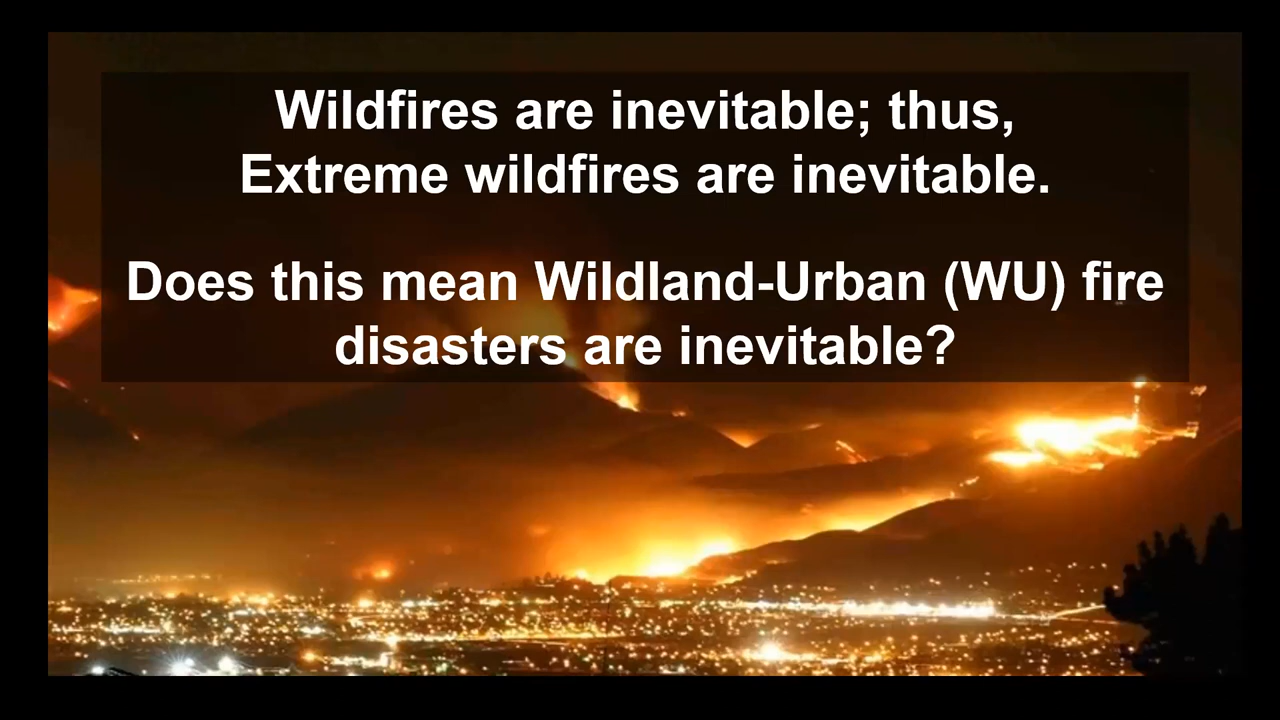 Wildfires are inevitable; thus,
Extreme wildfires are inevitable.
Does this mean Wildland-Urban (WU) fire
disasters are inevitable?